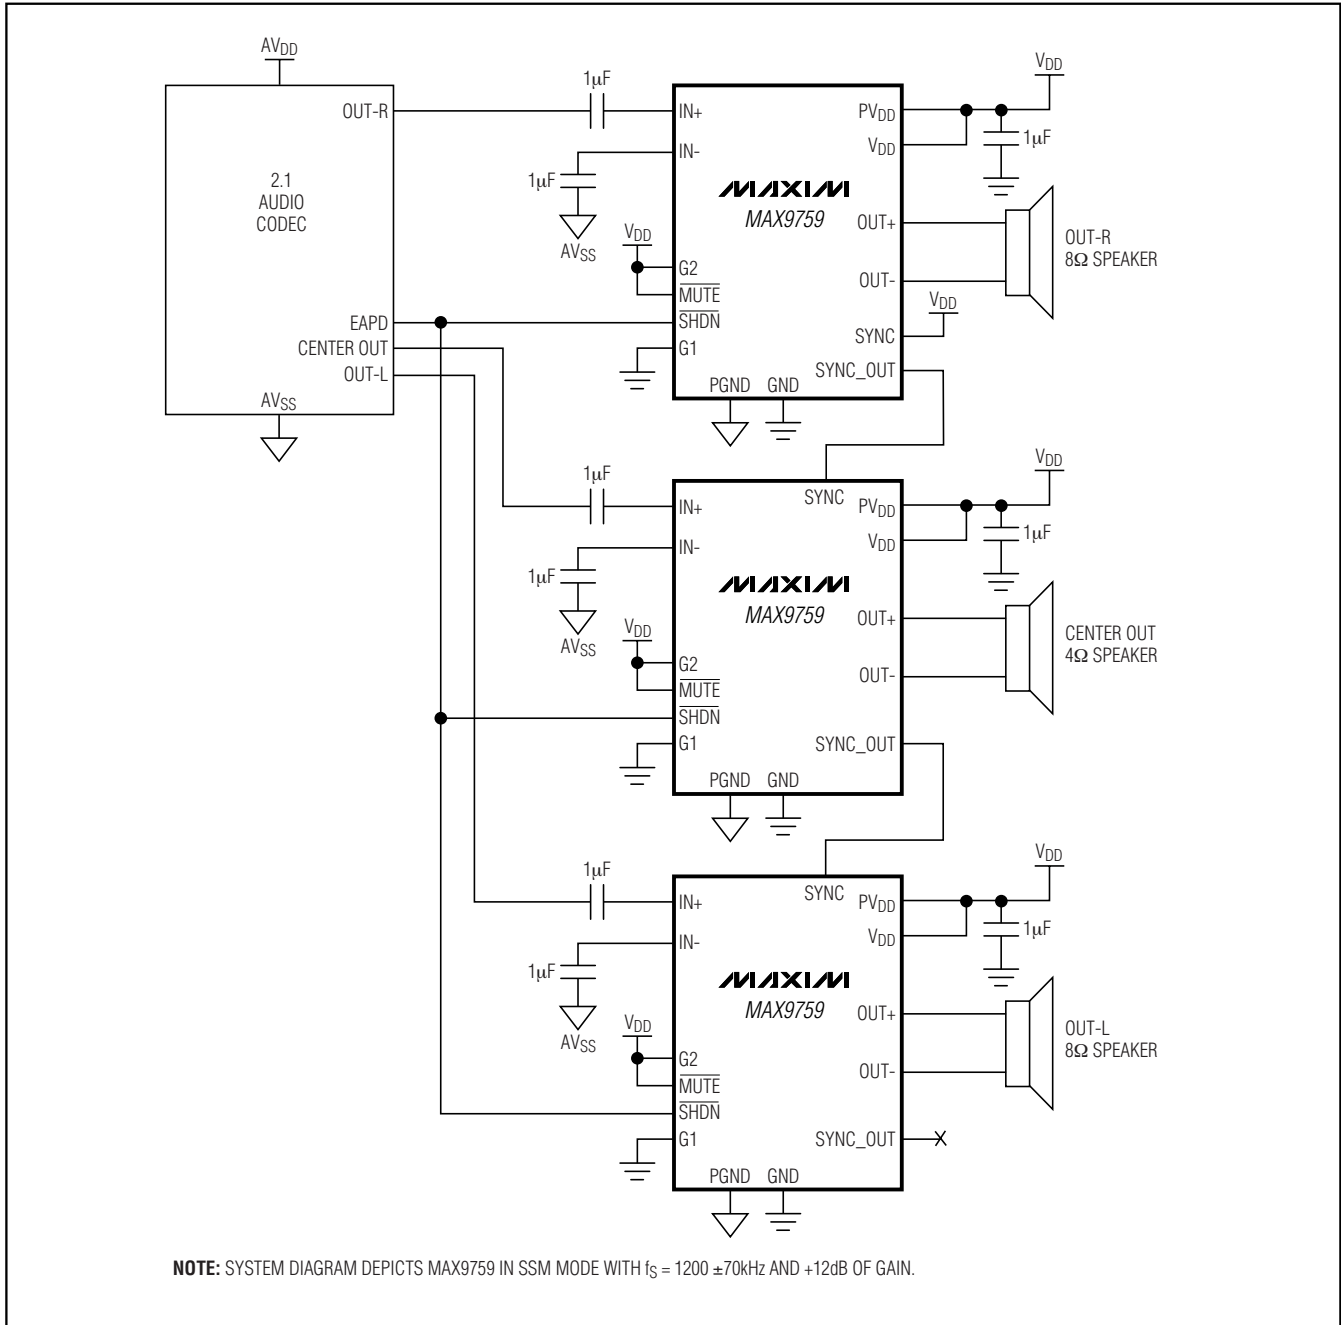 AVDD
2.1
AUDIO
CODEC
OUT-R
EAPD
CENTER OUT
OUT-L
AVSS
1µF
1µF
AVSS
VDD
IN+
IN-
G2
MUTE
SHDN
G1
PGND GND
MAXIM
MAX9759
PVDD
VDD
OUT+
OUT-
SYNC
SYNC_OUT
VDD
1µF
OUT-R
8Ω SPEAKER
VDD
1µF
1µF
AVSS
VDD
SYNC
IN+
IN-
G2
MUTE
SHDN
G1
PGND GND
MAXIM
MAX9759
PVDD
VDD
OUT+
OUT-
SYNC_OUT
VDD
1µF
CENTER OUT
4Ω SPEAKER
1µF
1µF
AVSS
VDD
SYNC
IN+
IN-
G2
MUTE
SHDN
G1
PGND GND
MAXIM
MAX9759
PVDD
VDD
OUT+
OUT-
SYNC_OUT
VDD
1µF
OUT-L
8Ω SPEAKER
NOTE: SYSTEM DIAGRAM DEPICTS MAX9759 IN SSM MODE WITH fS = 1200 ±70kHz AND +12dB OF GAIN.